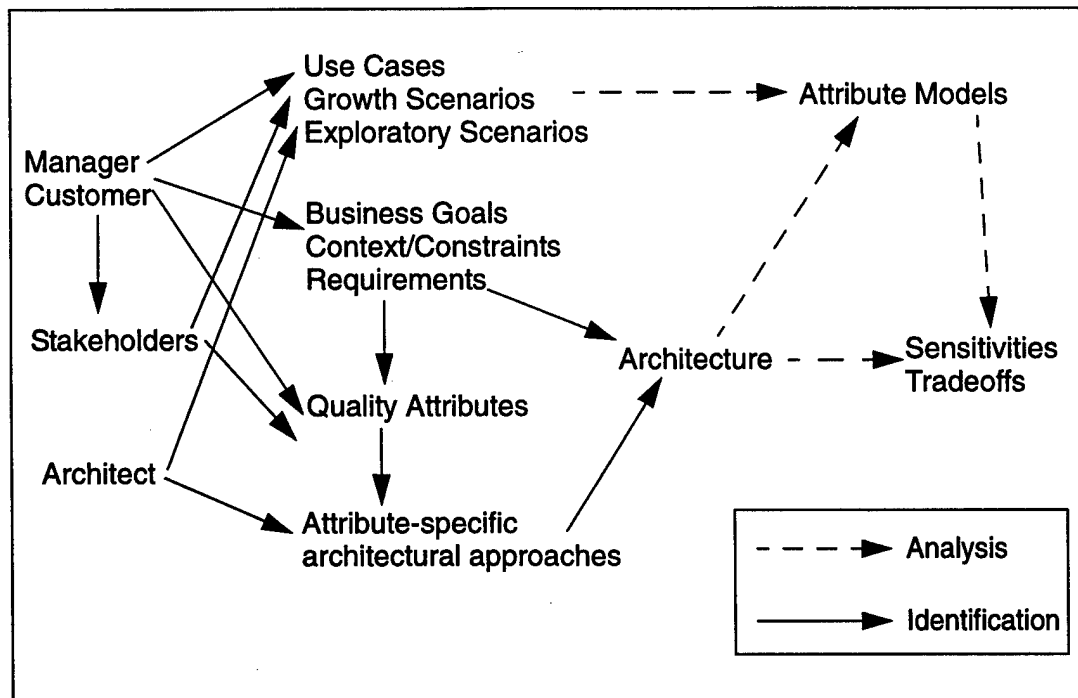 Use Cases
Growth Scenarios
Exploratory Scenarios
Attribute Models
Manager
Customer
Business Goals
Context/Constraints
Requirements
Stakeholders
Architecture
Sensitivities
Tradeoffs
Quality Attributes
Architect
Attribute-specific
architectural approaches
Analysis
Identification